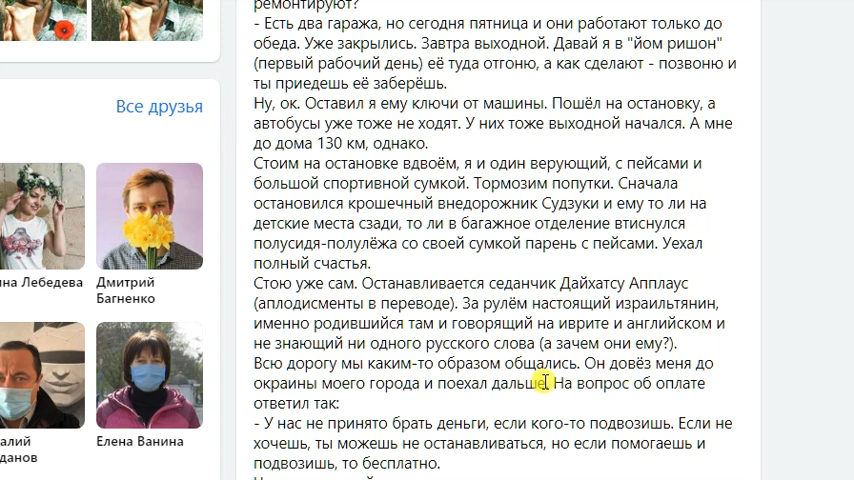 ремонтируют?
- Есть два гаража, но сегодня пятница и они работают только до
обеда. Уже закрылись. Завтра выходной. Давай я в "йом ришон"
(первый рабочий день) её туда отгоню, а как сделают - позвоню и
ты приедешь её заберёшь.
Ну, ок. Оставил я ему ключи от машины. Пошёл на остановку, а
автобусы уже тоже не ходят. У них тоже выходной начался. А мне
до дома 130 км, однако.
Стоим на остановке вдвоём, я и один верующий, с пейсами и
большой спортивной сумкой. Тормозим попутки. Сначала
остановился крошечный внедорожник Судзуки и ему то ли на
детские места сзади, то ли в багажное отделение втиснулся
полусидя-полулёжа со своей сумкой парень с пейсами. Уехал
полный счастья.
Стою уже сам. Останавливается седанчик Дайхатсу Апплаус
(аплодисменты в переводе). За рулём настоящий израильтянин,
именно родившийся там и говорящий на иврите и английском и
не знающий ни одного русского слова (а зачем они ему?).
Всю дорогу мы каким-то образом общались. Он довёз меня до
окраины моего города и поехал дальше. На вопрос об оплате
ответил так:
- У нас не принято брать деньги, если кого-то подвозишь. Если не
хочешь, ты можешь не останавливаться, но если помогаешь и
подвозишь, то бесплатно.
Все друзья
на Лебедева
Дмитрий
Багненко
алий
данов
Елена Ванина